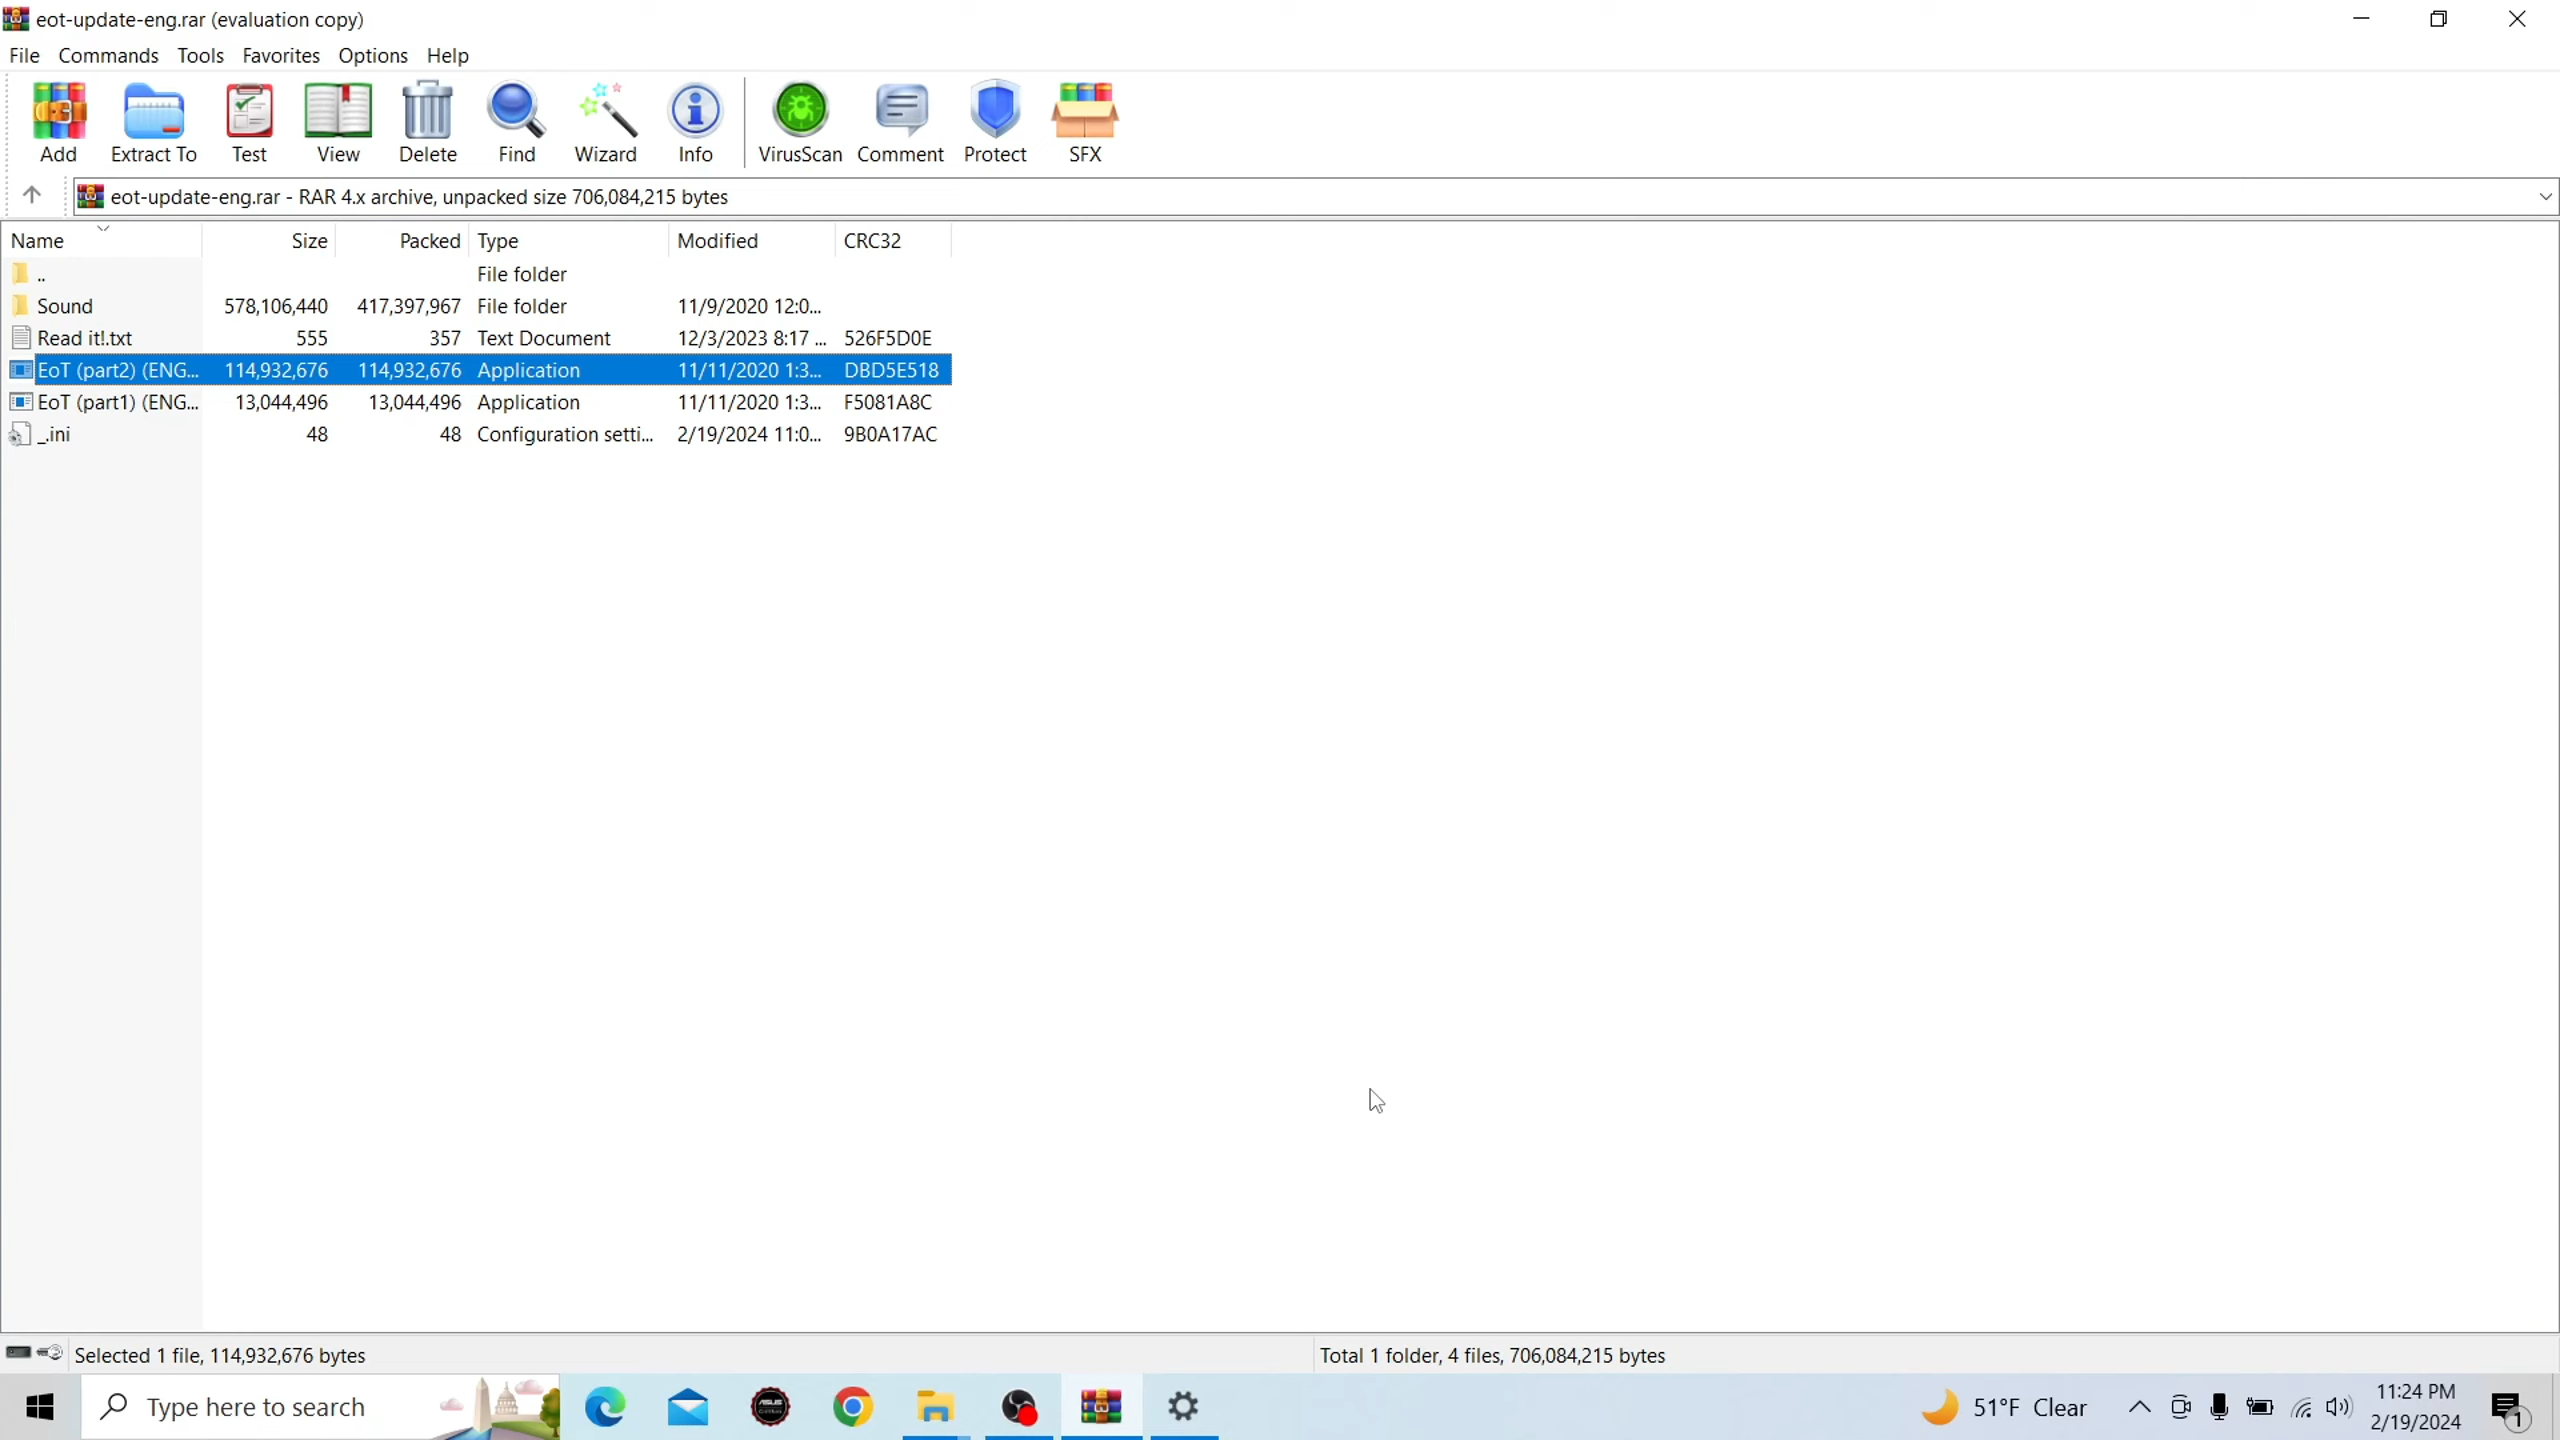 eot-update-eng.rar (evaluation copy)
File Commands Tools Favorites Options Help
Add Extract To Test View Delete Find Wizard Info VirusScan Comment Protect SFX
eot-update-eng.rar - RAR 4.x archive, unpacked size 706,084,215 bytes
Name Size Packed Type Modified CRC32
.. File folder
Sound 578,106,440 417,397,967 File folder 11/9/2020 12:0...
Read it!.txt 555 357 Text Document 12/3/2023 8:17 ... 526F5D0E
EoT (part2) (ENG... 114,932,676 114,932,676 Application 11/11/2020 1:3... DBD5E518
EoT (part1) (ENG... 13,044,496 13,044,496 Application 11/11/2020 1:3... F5081A8C
_.ini 48 48 Configuration setti... 2/19/2024 11:0... 9B0A17AC
Selected 1 file, 114,932,676 bytes Total 1 folder, 4 files, 706,084,215 bytes
Type here to search 51°F Clear 11:24 PM
2/19/2024 1